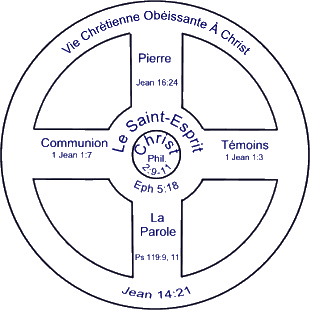 Vie Chrétienne Obéissante À Christ
Pierre
Jean 16:24
Le Saint-Esprit
Communion
1 Jean 1:7
Christ
Phil.
2:9-11
Témoins
1 Jean 1:3
Eph 5:18
La
Parole
Ps 119:9, 11
Jean 14:21